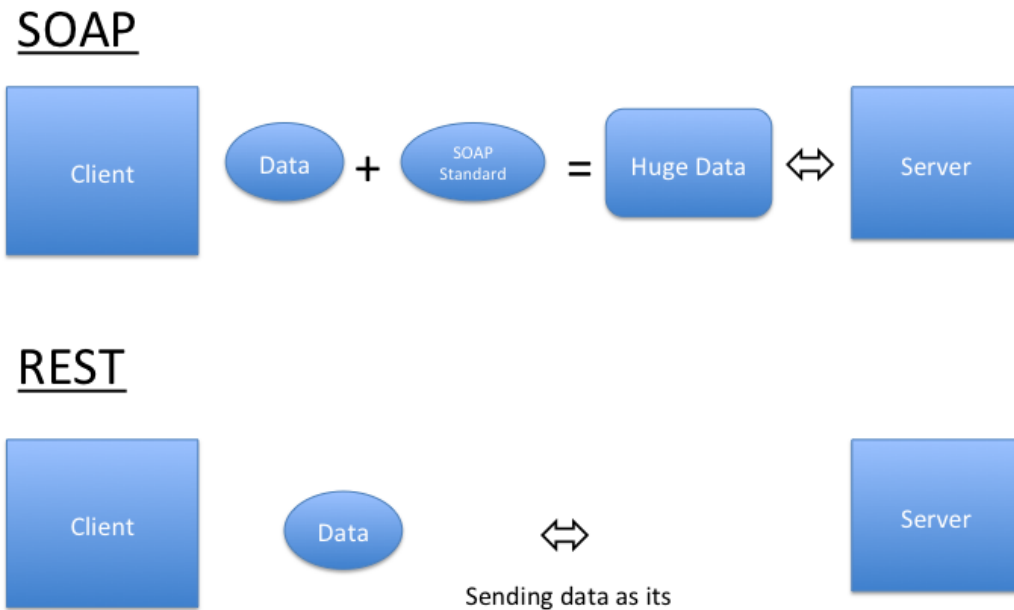 SOAP
Client
Data
+
SOAP
Standard
=
Huge Data
Server
REST
Client
Data
Server
Sending data as its